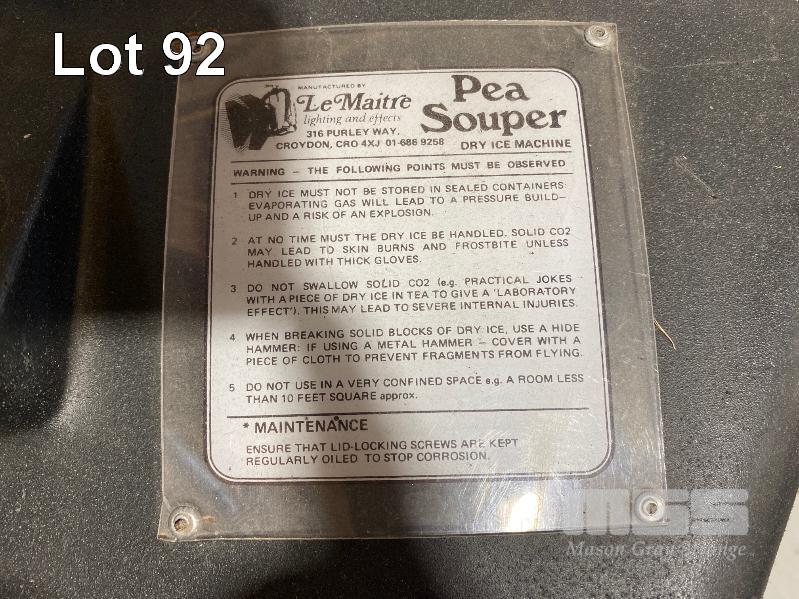 Lot 92
MANUFACTURED BY
Le Maitre
lighting and effects
316 PURLEY WAY,
CROYDON, CRO 4XJ 01-686 9258
Pea
Souper
DRY ICE MACHINE
WARNING – THE FOLLOWING POINTS MUST BE OBSERVED
1 DRY ICE MUST NOT BE STORED IN SEALED CONTAINERS:
EVAPORATING GAS WILL LEAD TO A PRESSURE BUILD–
UP AND A RISK OF AN EXPLOSION.
2 AT NO TIME MUST THE DRY ICE BE HANDLED. SOLID CO2
MAY LEAD TO SKIN BURNS AND FROSTBITE UNLESS
HANDLED WITH THICK GLOVES.
3 DO NOT SWALLOW SOLID CO2 (e.g. PRACTICAL JOKES
WITH A PIECE OF DRY ICE IN TEA TO GIVE A 'LABORATORY
EFFECT'). THIS MAY LEAD TO SEVERE INTERNAL INJURIES.
4 WHEN BREAKING SOLID BLOCKS OF DRY ICE, USE A HIDE
HAMMER: IF USING A METAL HAMMER – COVER WITH A
PIECE OF CLOTH TO PREVENT FRAGMENTS FROM FLYING.
5 DO NOT USE IN A VERY CONFINED SPACE e.g. A ROOM LESS
THAN 10 FEET SQUARE approx.
* MAINTENANCE
ENSURE THAT LID-LOCKING SCREWS ARE KEPT
REGULARLY OILED TO STOP CORROSION.
MGS
Mason Gray Strange